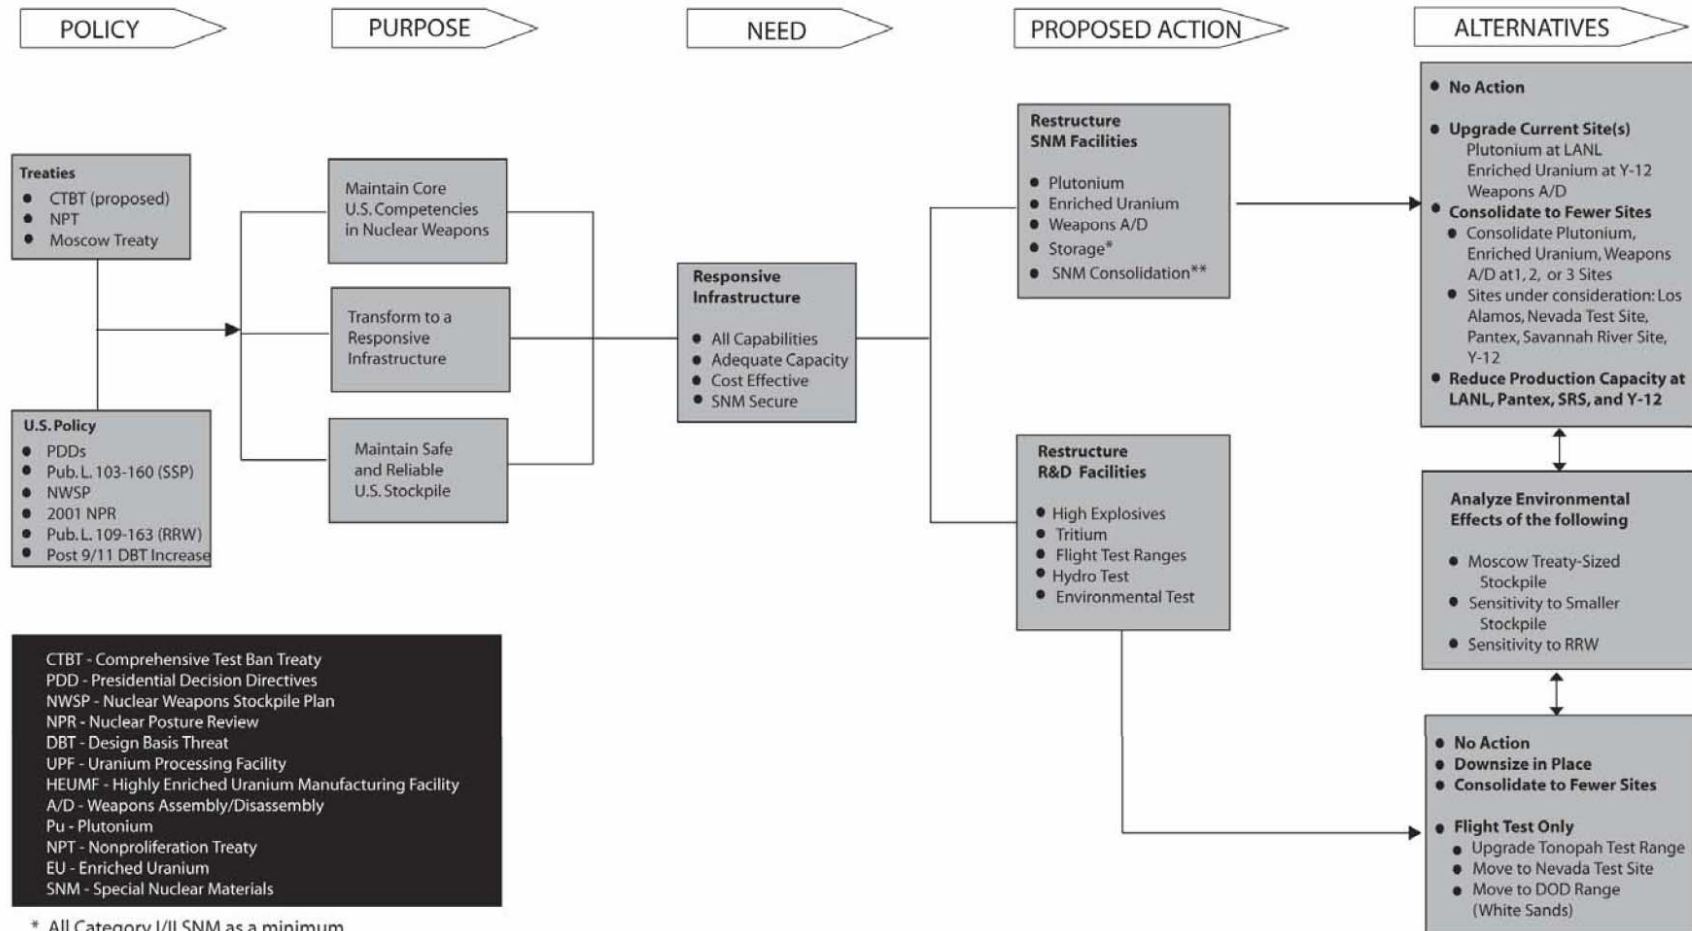 POLICY
PURPOSE
NEED
PROPOSED ACTION
ALTERNATIVES
Treaties
● CTBT (proposed)
● NPT
● Moscow Treaty
U.S. Policy
● PDDs
● Pub. L. 103-160 (SSP)
● NWSP
● 2001 NPR
● Pub. L. 109-163 (RRW)
● Post 9/11 DBT Increase
Maintain Core
U.S. Competencies
in Nuclear Weapons
Transform to a
Responsive
Infrastructure
Maintain Safe
and Reliable
U.S. Stockpile
Responsive
Infrastructure
● All Capabilities
● Adequate Capacity
● Cost Effective
● SNM Secure
Restructure
SNM Facilities
● Plutonium
● Enriched Uranium
● Weapons A/D
● Storage*
● SNM Consolidation**
Restructure
R&D Facilities
● High Explosives
● Tritium
● Flight Test Ranges
● Hydro Test
● Environmental Test
● No Action
● Upgrade Current Site(s)
Plutonium at LANL
Enriched Uranium at Y-12
Weapons A/D
● Consolidate to Fewer Sites
● Consolidate Plutonium,
Enriched Uranium, Weapons
A/D at1, 2, or 3 Sites
● Sites under consideration: Los
Alamos, Nevada Test Site,
Pantex, Savannah River Site,
Y-12
● Reduce Production Capacity at
LANL, Pantex, SRS, and Y-12
Analyze Environmental
Effects of the following
● Moscow Treaty-Sized
Stockpile
● Sensitivity to Smaller
Stockpile
● Sensitivity to RRW
● No Action
● Downsize in Place
● Consolidate to Fewer Sites
● Flight Test Only
● Upgrade Tonopah Test Range
● Move to Nevada Test Site
● Move to DOD Range
(White Sands)
CTBT - Comprehensive Test Ban Treaty
PDD - Presidential Decision Directives
NWSP - Nuclear Weapons Stockpile Plan
NPR - Nuclear Posture Review
DBT - Design Basis Threat
UPF - Uranium Processing Facility
HEUMF - Highly Enriched Uranium Manufacturing Facility
A/D - Weapons Assembly/Disassembly
Pu - Plutonium
NPT - Nonproliferation Treaty
EU - Enriched Uranium
SNM - Special Nuclear Materials
* All Category I/II SNM as a minimum